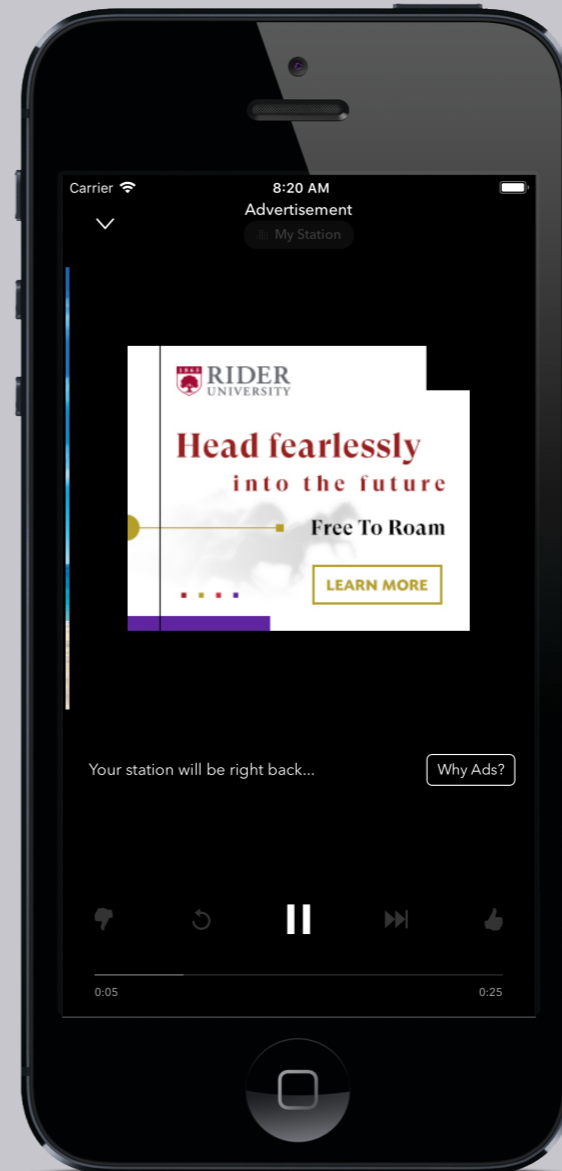 Carrier
8:20 AM
Advertisement
My Station
1865
RIDER
UNIVERSITY
Head fearlessly
into the future
Free To Roam
LEARN MORE
Your station will be right back...
Why Ads?
0:05
0:25